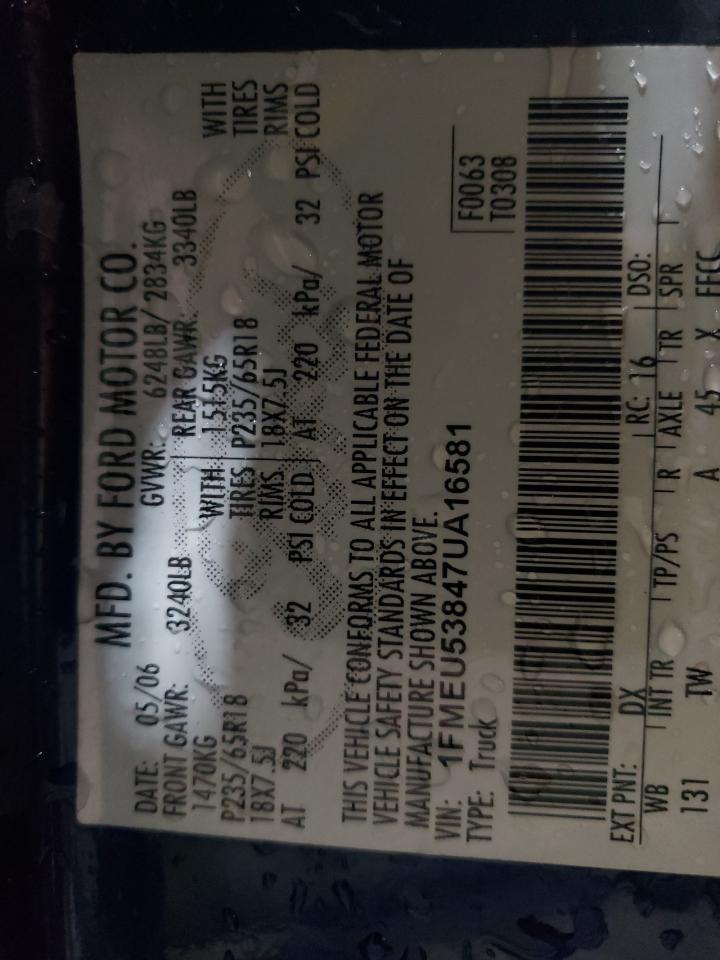 MFD. BY FORD MOTOR CO.
DATE: 05/06 GVWR: 6248LB/ 2834KG
FRONT GAWR: 3240LB REAR GAWR: 3340LB
1470KG WITH 1515KG WITH
P235/65R18 TIRES P235/65R18 TIRES
18X7.5J RIMS 18X7.5J RIMS
AT 220 kPa/ 32 PSI COLD AT 220 kPa/ 32 PSI COLD
THIS VEHICLE CONFORMS TO ALL APPLICABLE FEDERAL MOTOR
VEHICLE SAFETY STANDARDS IN EFFECT ON THE DATE OF
MANUFACTURE SHOWN ABOVE.
VIN: 1FMEU53847UA16581
TYPE: Truck
F0063
T0308
EXT PNT: DX RC: 16 DSO:
WB INT TR TP/PS R AXLE TR SPR
131 TW A 45 X